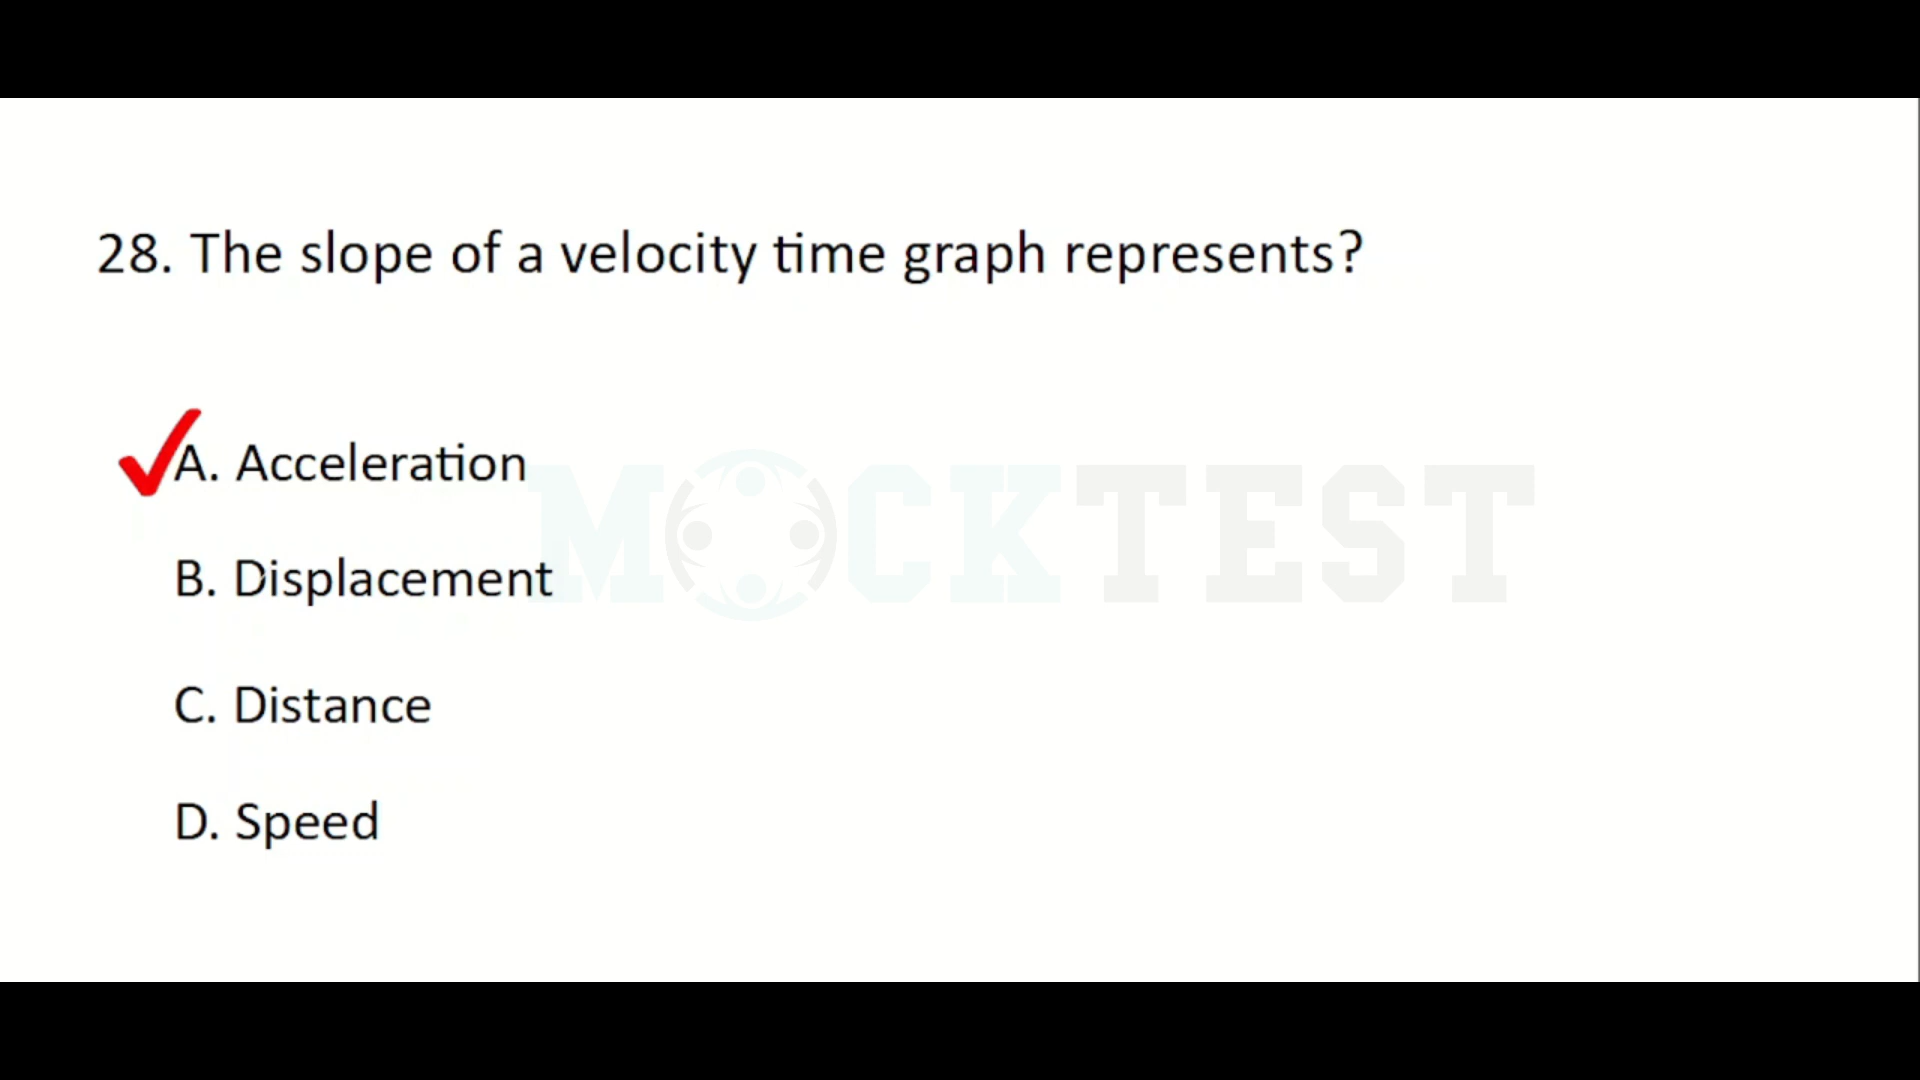 28. The slope of a velocity time graph represents?
A. Acceleration
B. Displacement
MOCKTEST
C. Distance
D. Speed